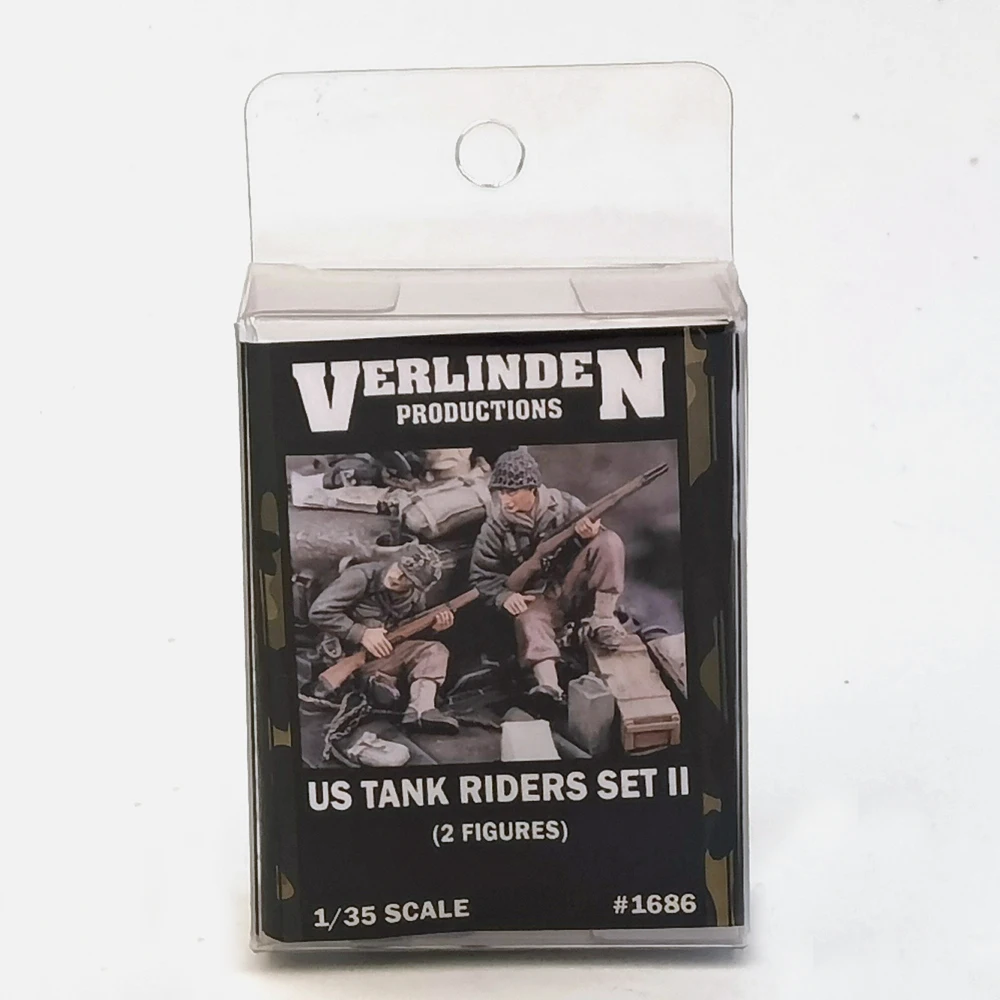 VERLINDEN
PRODUCTIONS
US TANK RIDERS SET II
(2 FIGURES)
1/35 SCALE #1686